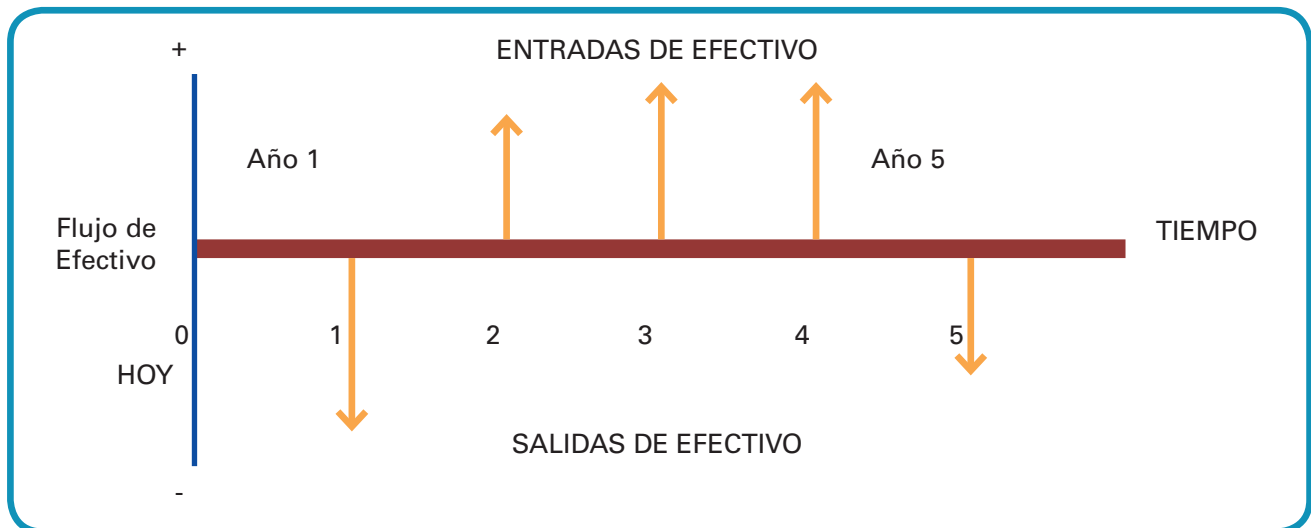 +
ENTRADAS DE EFECTIVO
Año 1
Año 5
Flujo de
Efectivo
TIEMPO
0
1
2
3
4
5
HOY
SALIDAS DE EFECTIVO
-